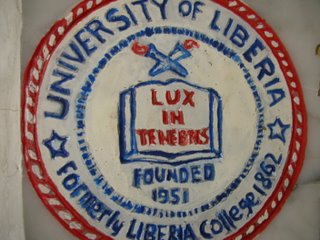 UNIVERSITY OF LIBERIA
LUX
IN
TENEBRIS
FOUNDED
1951
Formerly LIBERIA College 1862